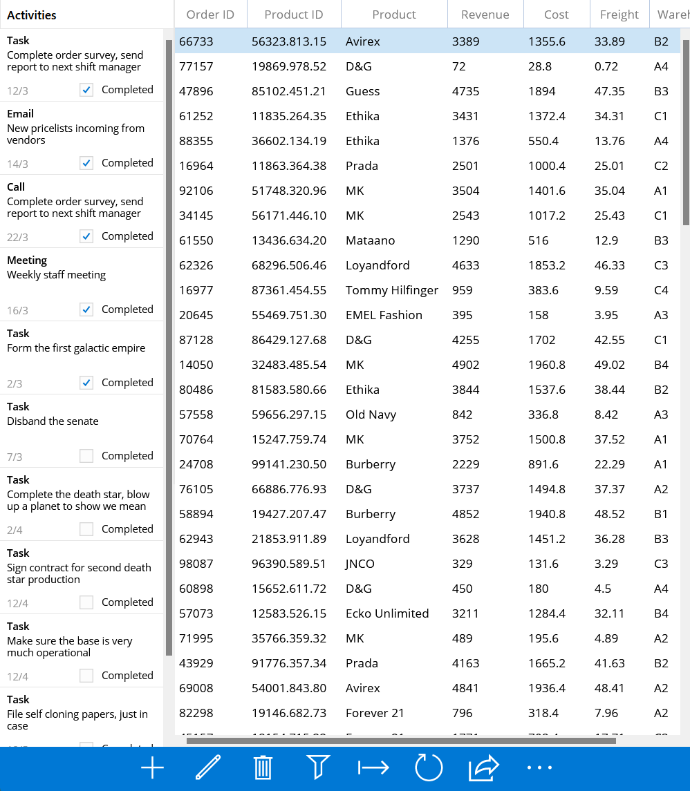 Activities
Task
Complete order survey, send
report to next shift manager
12/3 Completed
Email
New pricelists incoming from
vendors
14/3 Completed
Call
Complete order survey, send
report to next shift manager
22/3 Completed
Meeting
Weekly staff meeting
16/3 Completed
Task
Form the first galactic empire
2/3 Completed
Task
Disband the senate
7/3 Completed
Task
Complete the death star, blow
up a planet to show we mean
2/4 Completed
Task
Sign contract for second death
star production
12/4 Completed
Task
Make sure the base is very
much operational
12/4 Completed
Task
File self cloning papers, just in
case
Order ID Product ID Product Revenue Cost Freight Wareh
66733 56323.813.15 Avirex 3389 1355.6 33.89 B2
77157 19869.978.52 D&G 72 28.8 0.72 A4
47896 85102.451.21 Guess 4735 1894 47.35 B3
61252 11835.264.35 Ethika 3431 1372.4 34.31 C1
88355 36602.134.19 Ethika 1376 550.4 13.76 A4
16964 11863.364.38 Prada 2501 1000.4 25.01 C2
92106 51748.320.96 MK 3504 1401.6 35.04 A1
34145 56171.446.10 MK 2543 1017.2 25.43 C1
61550 13436.634.20 Mataano 1290 516 12.9 B3
62326 68296.506.46 Loyandford 4633 1853.2 46.33 C3
16977 87361.454.55 Tommy Hilfinger 959 383.6 9.59 C4
20645 55469.751.30 EMEL Fashion 395 158 3.95 A3
87128 86429.127.68 D&G 4255 1702 42.55 C1
14050 32483.485.54 MK 4902 1960.8 49.02 B4
80486 81583.580.66 Ethika 3844 1537.6 38.44 B2
57558 59656.297.15 Old Navy 842 336.8 8.42 A3
70764 15247.759.74 MK 3752 1500.8 37.52 A1
24708 99141.230.50 Burberry 2229 891.6 22.29 A1
76105 66886.776.93 D&G 3737 1494.8 37.37 A2
58894 19427.207.47 Burberry 4852 1940.8 48.52 B1
62943 21853.911.89 Loyandford 3628 1451.2 36.28 B3
98087 96390.589.51 JNCO 329 131.6 3.29 C3
60898 15652.611.72 D&G 450 180 4.5 A4
57073 12583.526.15 Ecko Unlimited 3211 1284.4 32.11 B4
71995 35766.359.32 MK 489 195.6 4.89 A2
43929 91776.357.34 Prada 4163 1665.2 41.63 B2
69008 54001.843.80 Avirex 4841 1936.4 48.41 A2
82298 19146.682.73 Forever 21 796 318.4 7.96 A2